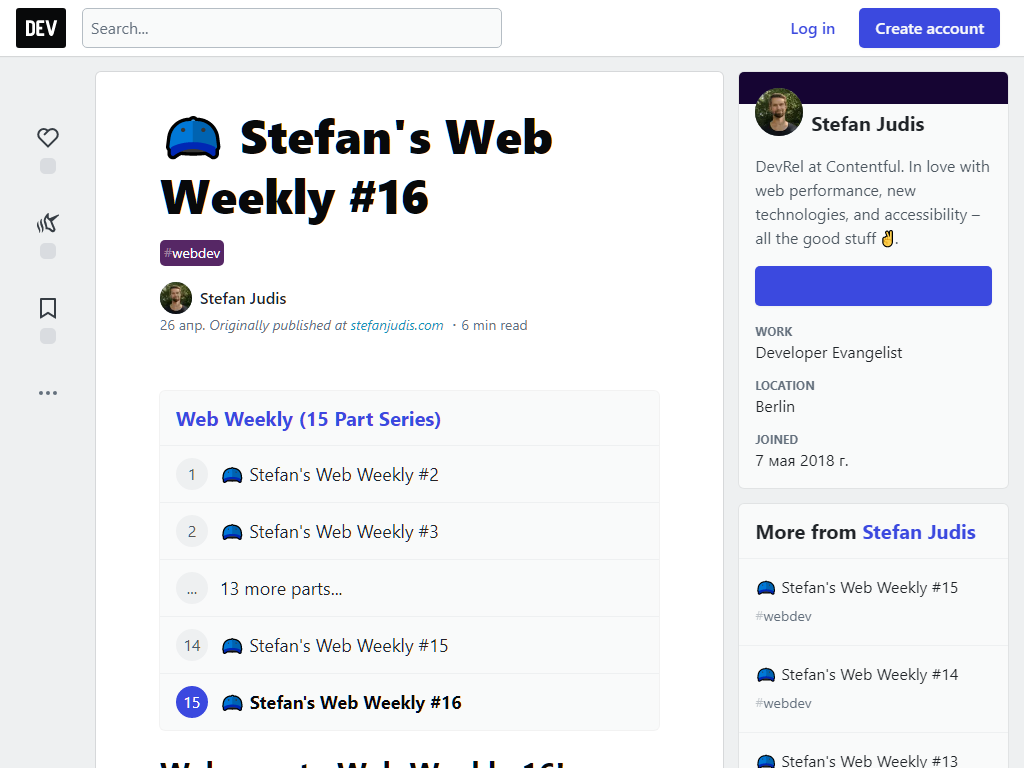 DEV
Search...
Log in
Create account
Stefan's Web
Weekly #16
#webdev
Stefan Judis
26 апр. Originally published at stefanjudis.com ・6 min read
Web Weekly (15 Part Series)
1 Stefan's Web Weekly #2
2 Stefan's Web Weekly #3
... 13 more parts...
14 Stefan's Web Weekly #15
15 Stefan's Web Weekly #16
Welcome to Web Weekly 16!
Stefan Judis
DevRel at Contentful. In love with
web performance, new
technologies, and accessibility –
all the good stuff ✌.
WORK
Developer Evangelist
LOCATION
Berlin
JOINED
7 мая 2018 г.
More from Stefan Judis
Stefan's Web Weekly #15
#webdev
Stefan's Web Weekly #14
#webdev
Stefan's Web Weekly #13